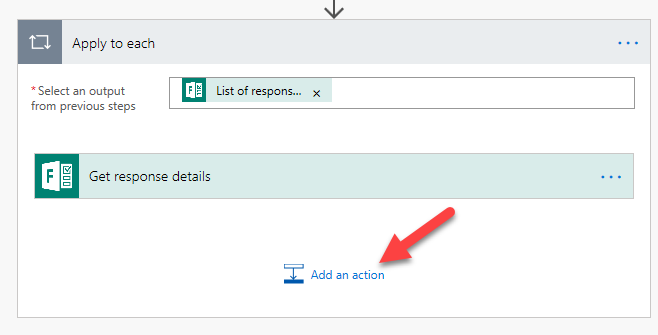 Apply to each
* Select an output
from previous steps
List of respons... ×
F
Get response details
Add an action